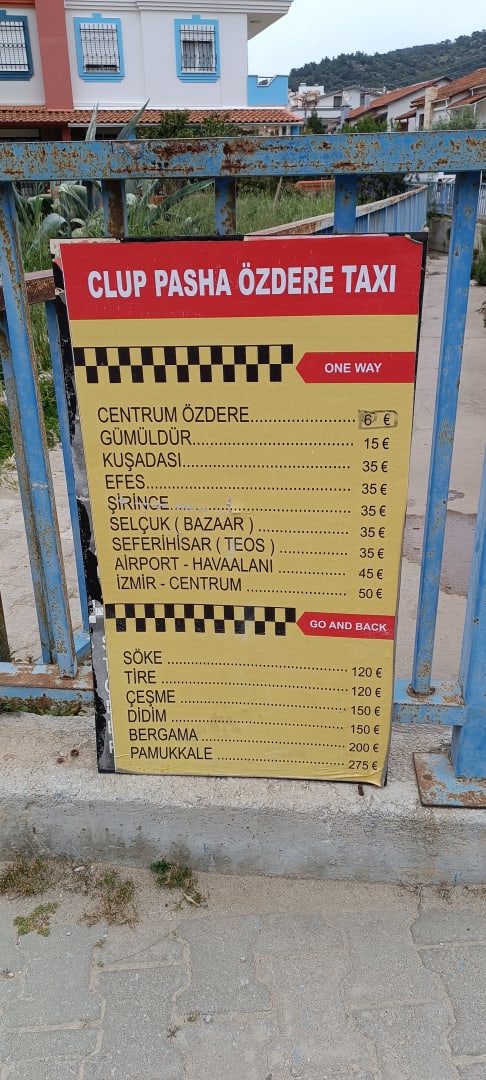 CLUP PASHA ÖZDERE TAXI
ONE WAY
CENTRUM ÖZDERE........................ 6 €
GÜMÜLDÜR.................................... 15 €
KUŞADASI...................................... 35 €
EFES............................................... 35 €
ŞİRİNCE.......................................... 35 €
SELÇUK ( BAZAAR ) ..................... 35 €
SEFERİHİSAR ( TEOS ) ................ 35 €
AIRPORT - HAVAALANI ................ 45 €
İZMİR - CENTRUM ........................ 50 €
GO AND BACK
SÖKE ............................................. 120 €
TİRE .............................................. 120 €
ÇEŞME .......................................... 150 €
DİDİM ............................................ 150 €
BERGAMA ..................................... 200 €
PAMUKKALE ................................. 275 €